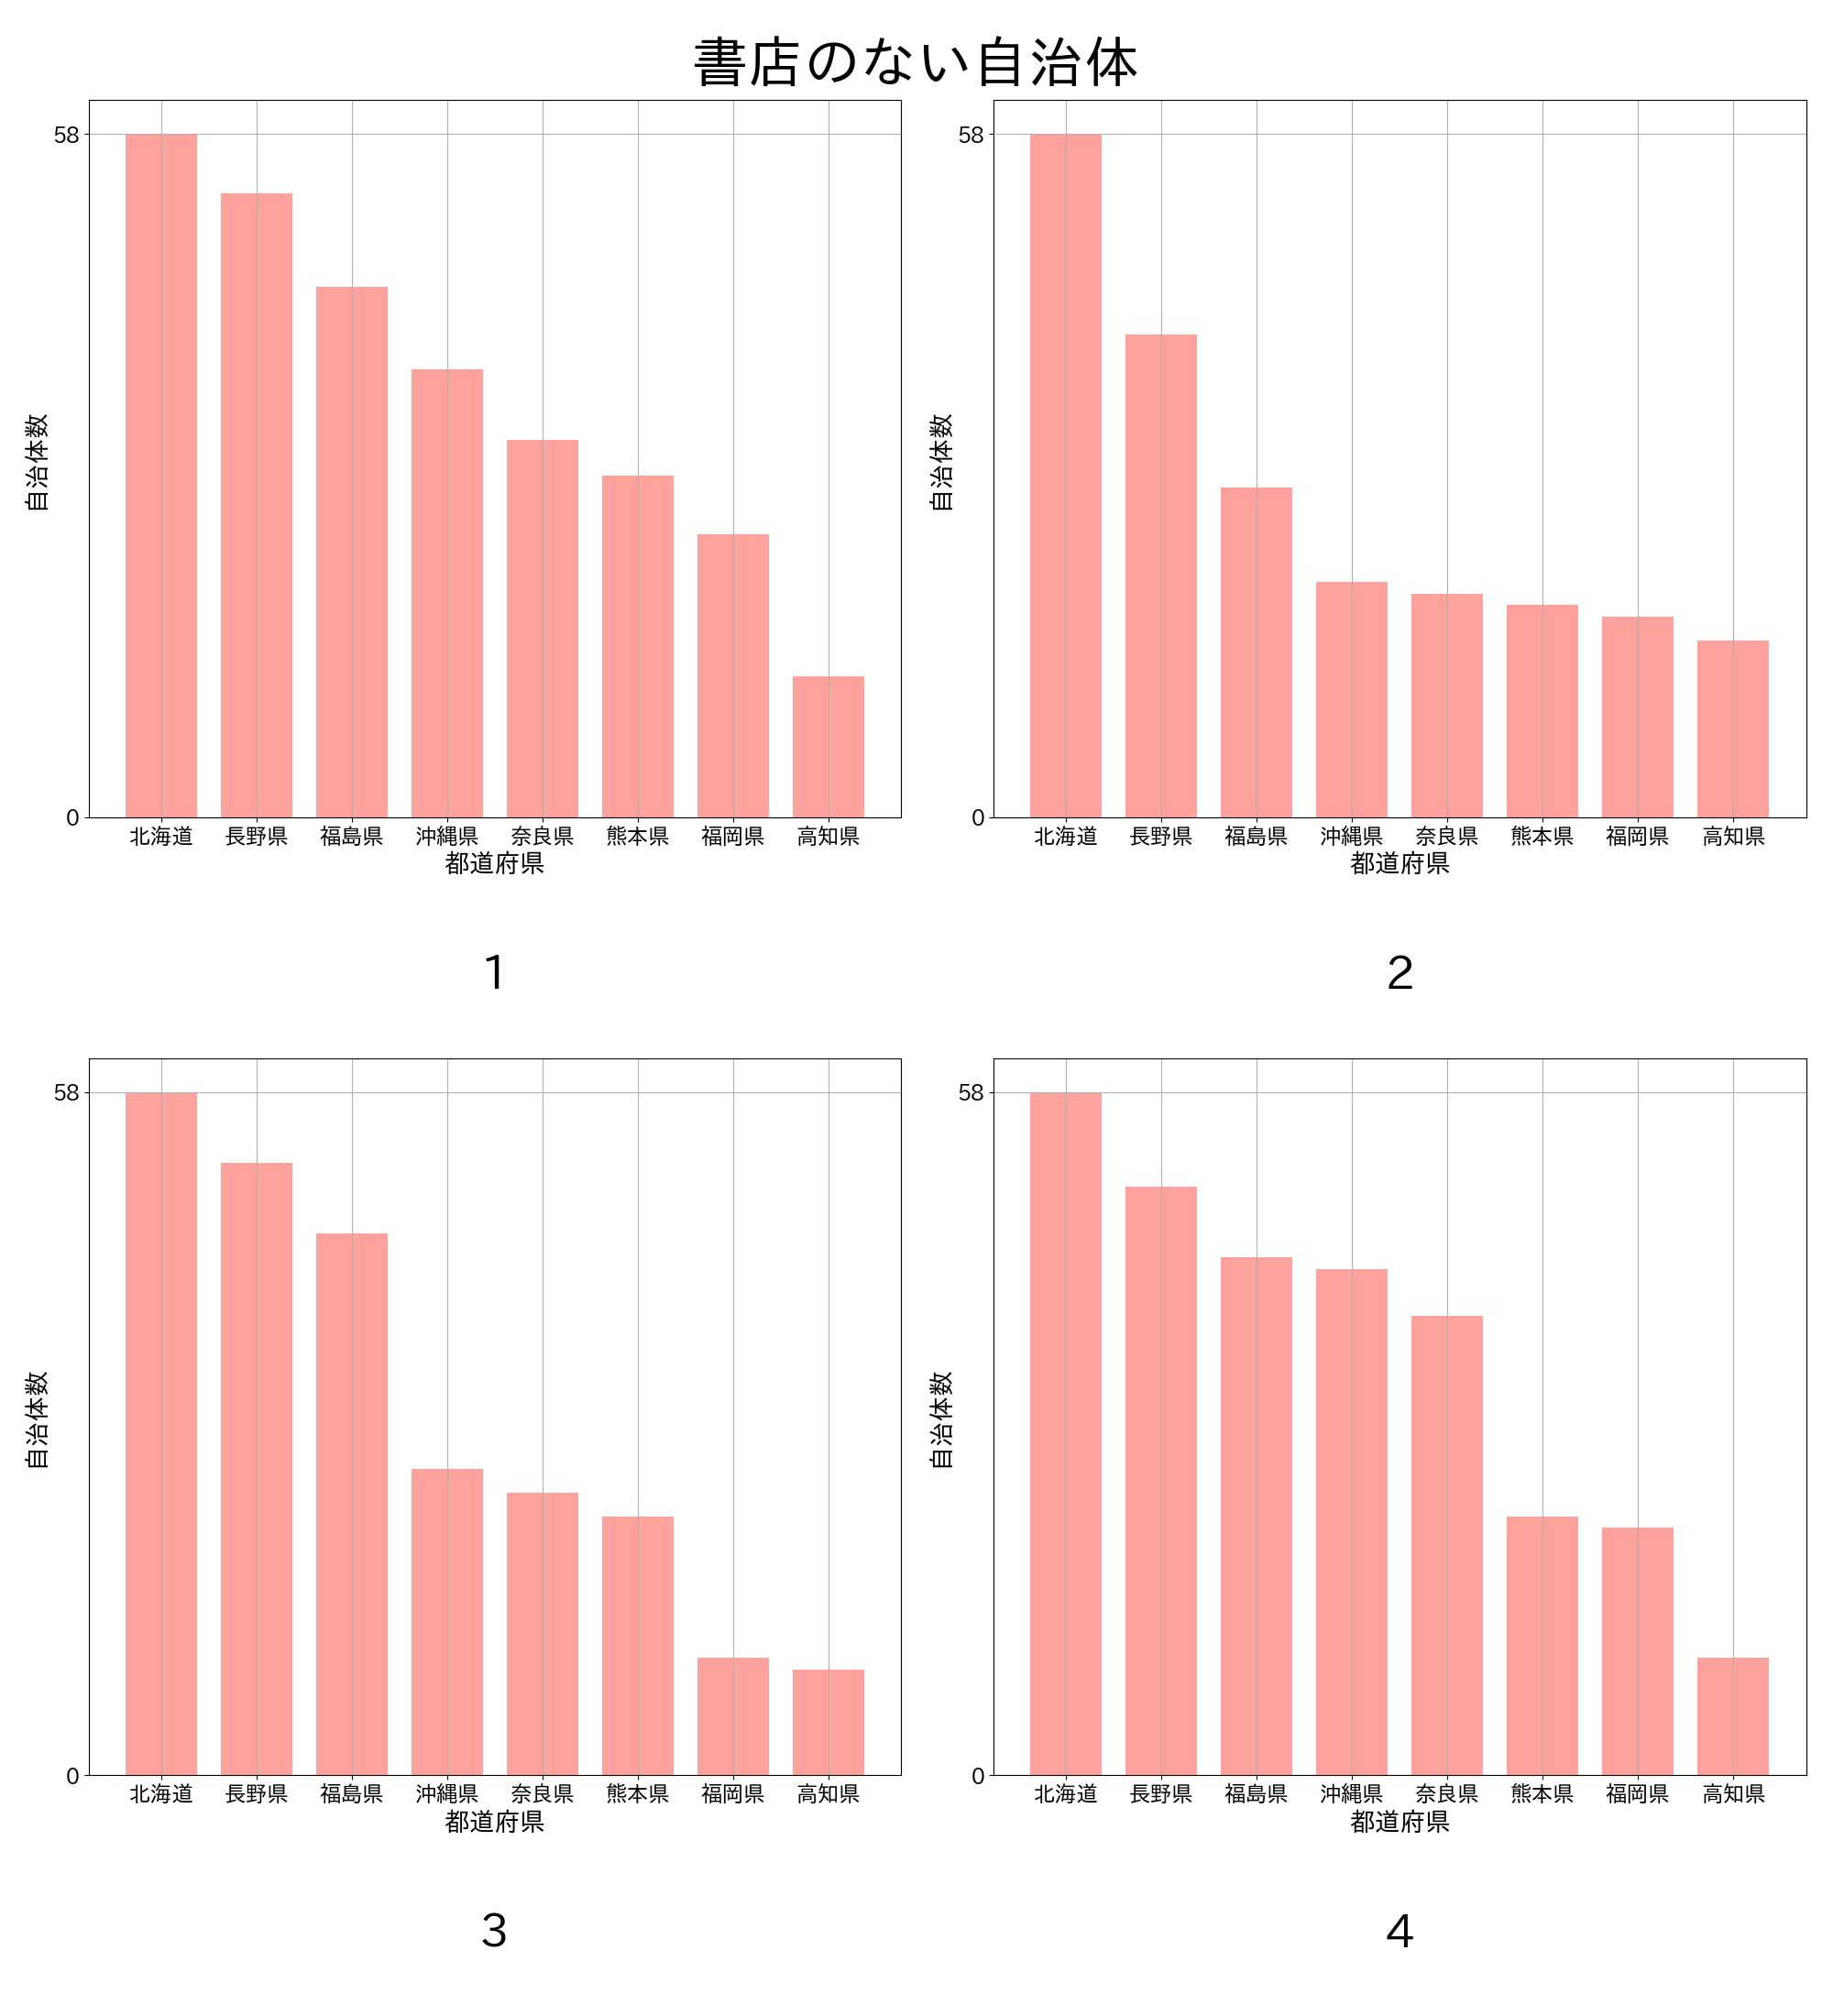 書店のない自治体
58
0
自治体数
北海道 長野県 福島県 沖縄県 奈良県 熊本県 福岡県 高知県
都道府県
1
58
0
自治体数
北海道 長野県 福島県 沖縄県 奈良県 熊本県 福岡県 高知県
都道府県
2
58
0
自治体数
北海道 長野県 福島県 沖縄県 奈良県 熊本県 福岡県 高知県
都道府県
3
58
0
自治体数
北海道 長野県 福島県 沖縄県 奈良県 熊本県 福岡県 高知県
都道府県
4